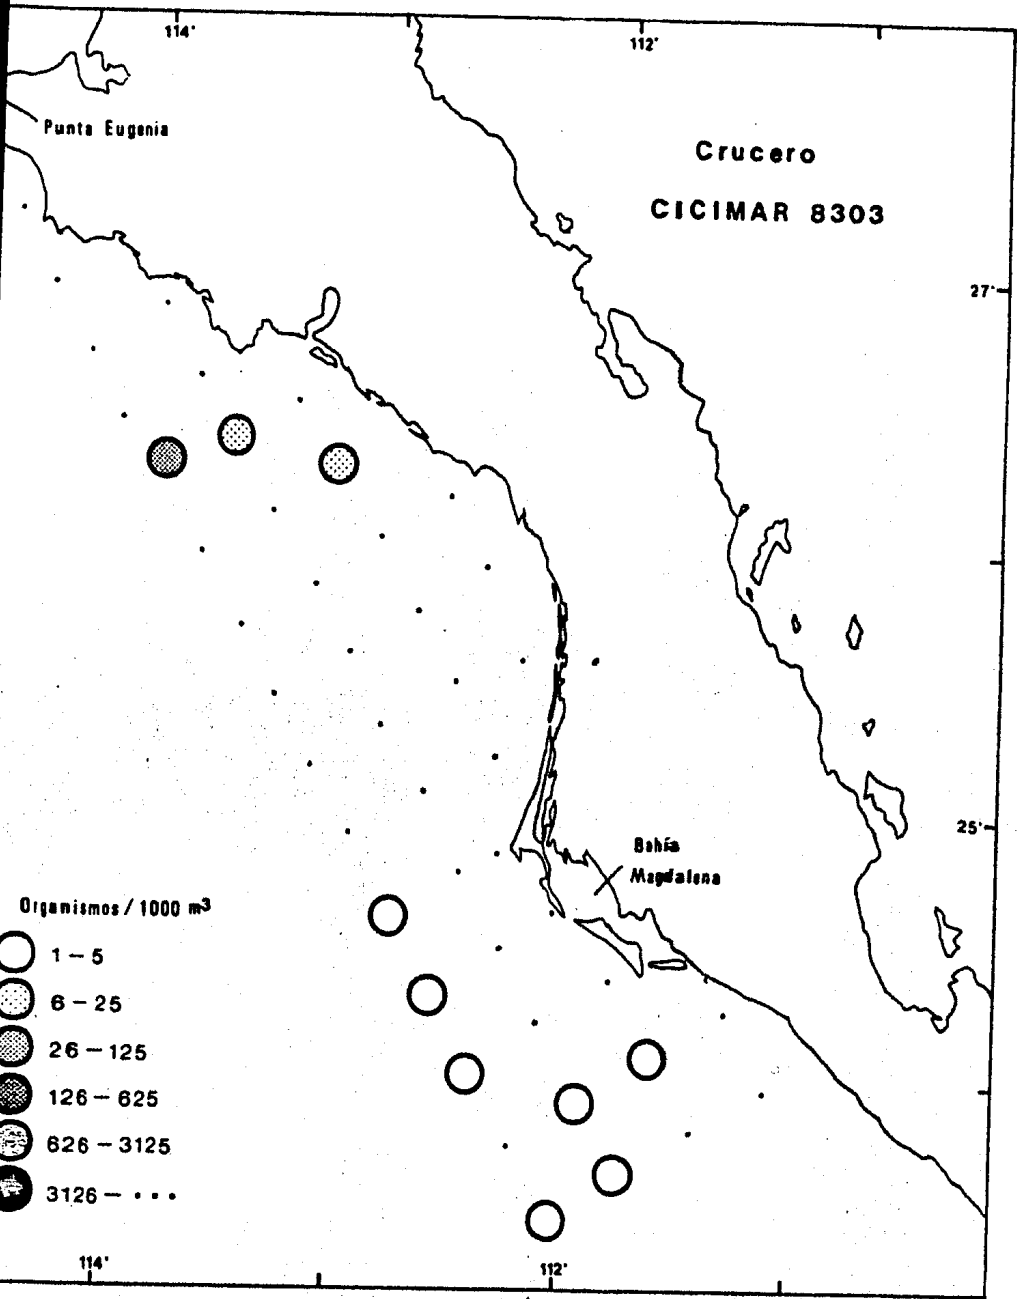 114°
112°
Punta Eugenia
Crucero
CICIMAR 8303
27°
25°
Bahía
Magdalena
Organismos / 1000 m³
1 – 5
6 – 25
26 – 125
126 – 625
626 – 3125
3126 – • • •
114°
112°